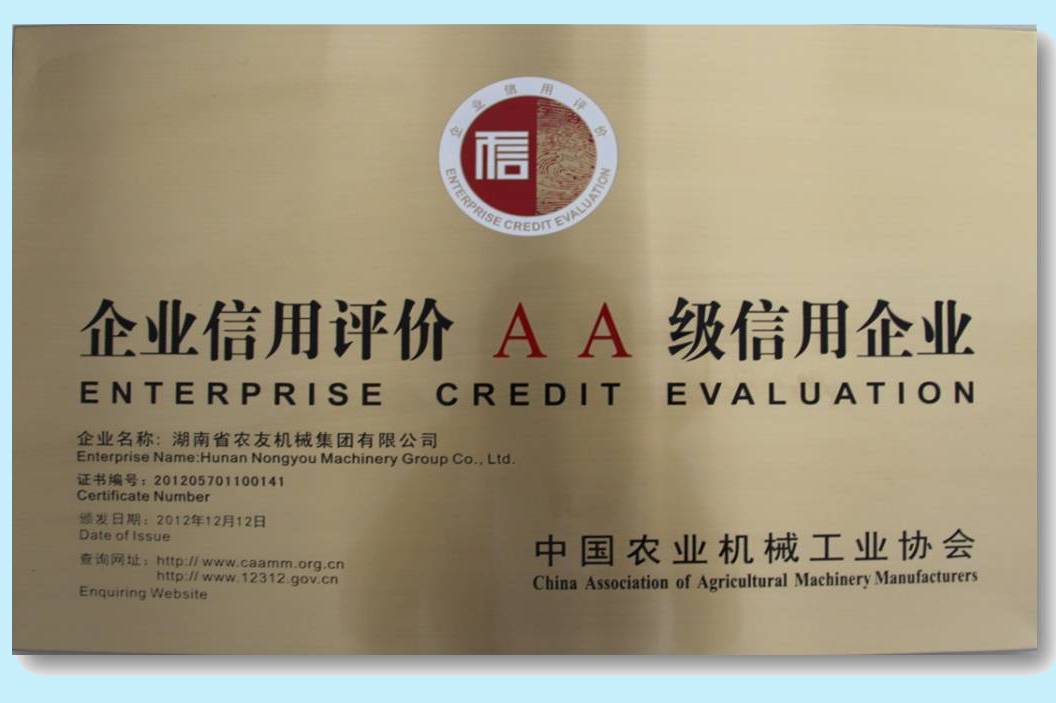 企业信用评价
信
ENTERPRISE CREDIT EVALUATION
企业信用评价 A A 级信用企业
ENTERPRISE CREDIT EVALUATION
企业名称: 湖南省农友机械集团有限公司
Enterprise Name:Hunan Nongyou Machinery Group Co., Ltd.
证书编号: 201205701100141
Certificate Number
颁发日期: 2012年12月12日
Date of Issue
查询网址: http:// www.caamm.org.cn
http:// www.12312.gov.cn
Enquiring Website
中国农业机械工业协会
China Association of Agricultural Machinery Manufacturers